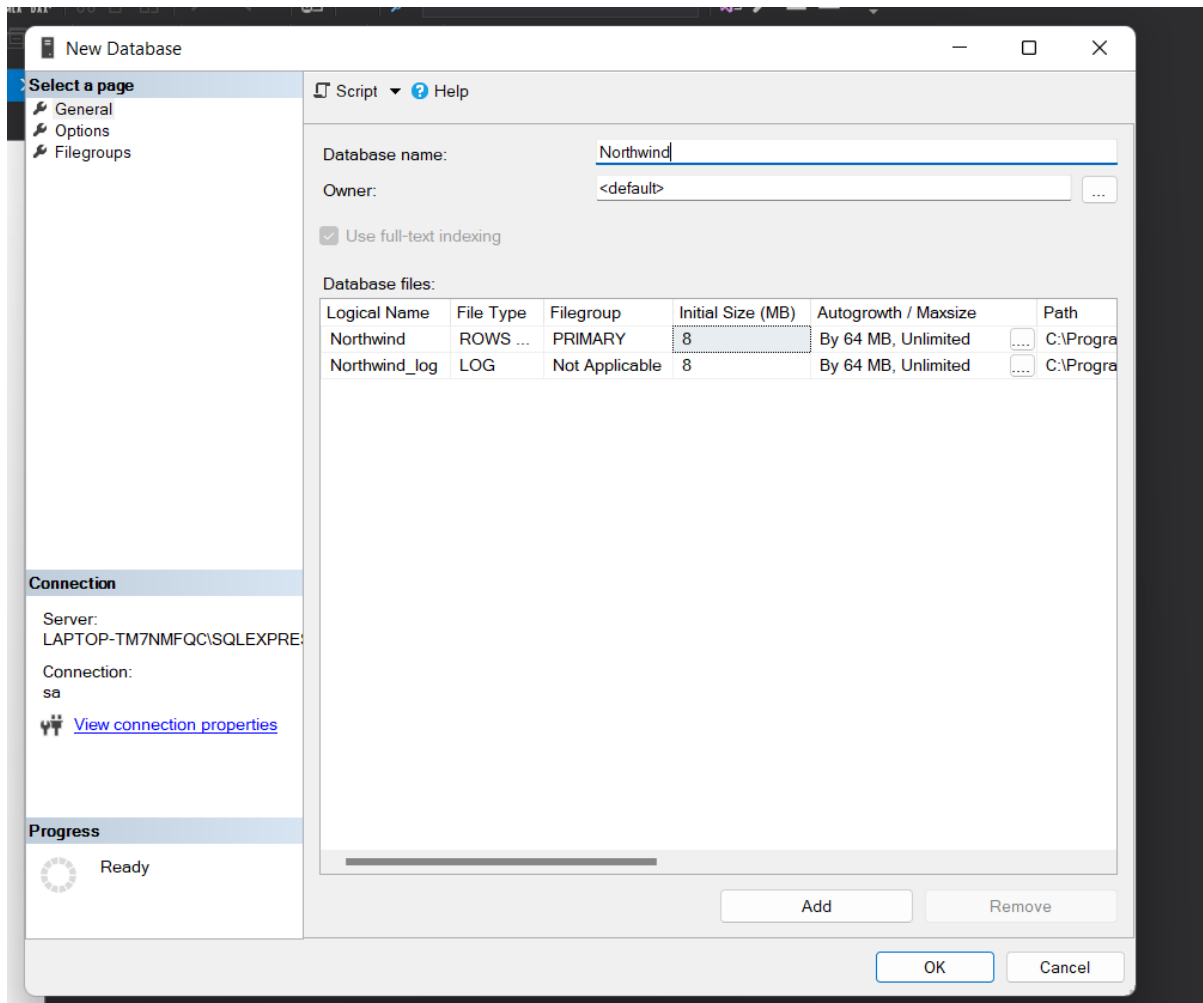 New Database
Select a page
General
Options
Filegroups
Script Help
Database name: Northwind
Owner: <default> ...
Use full-text indexing
Database files:
Logical Name File Type Filegroup Initial Size (MB) Autogrowth / Maxsize Path
Northwind ROWS ... PRIMARY 8 By 64 MB, Unlimited .... C:\Progra
Northwind_log LOG Not Applicable 8 By 64 MB, Unlimited .... C:\Progra
Connection
Server:
LAPTOP-TM7NMFQC\SQLEXPRES
Connection:
sa
View connection properties
Progress
Ready
Add Remove
OK Cancel